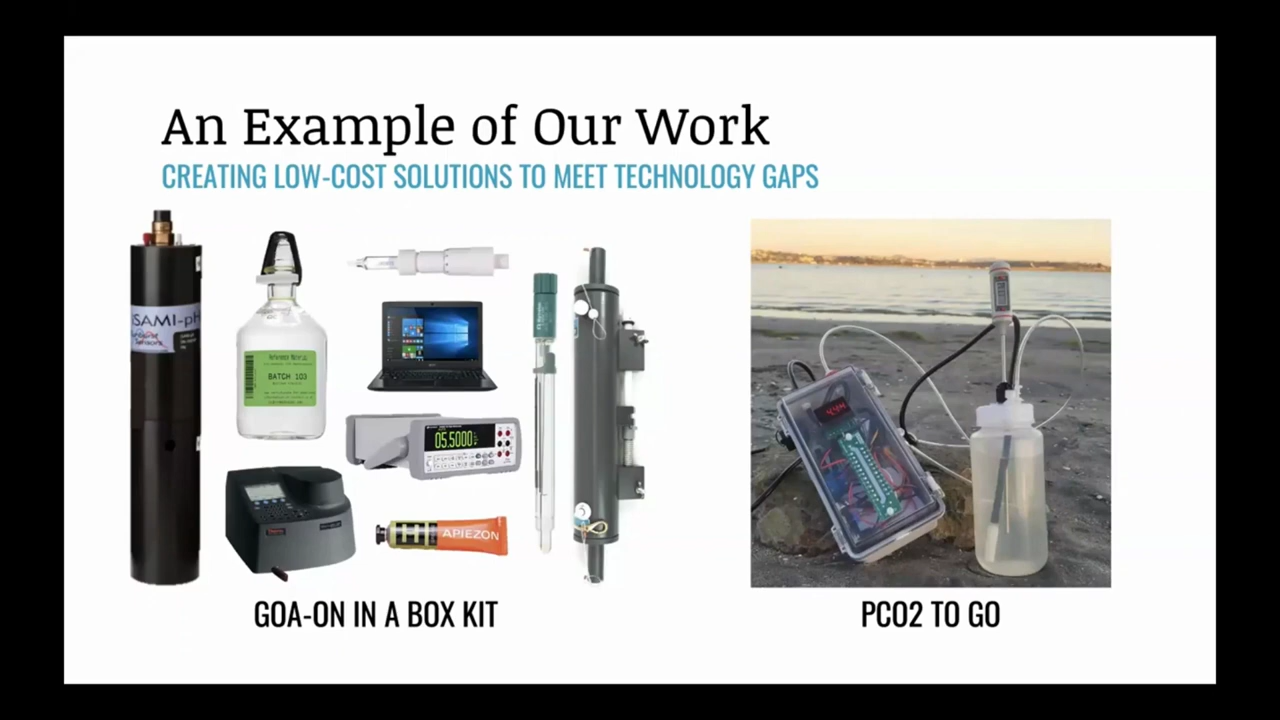 An Example of Our Work
CREATING LOW-COST SOLUTIONS TO MEET TECHNOLOGY GAPS
SAMI-pH
BATCH 103
05.5000
APIEZON
GOA-ON IN A BOX KIT
PCO2 TO GO